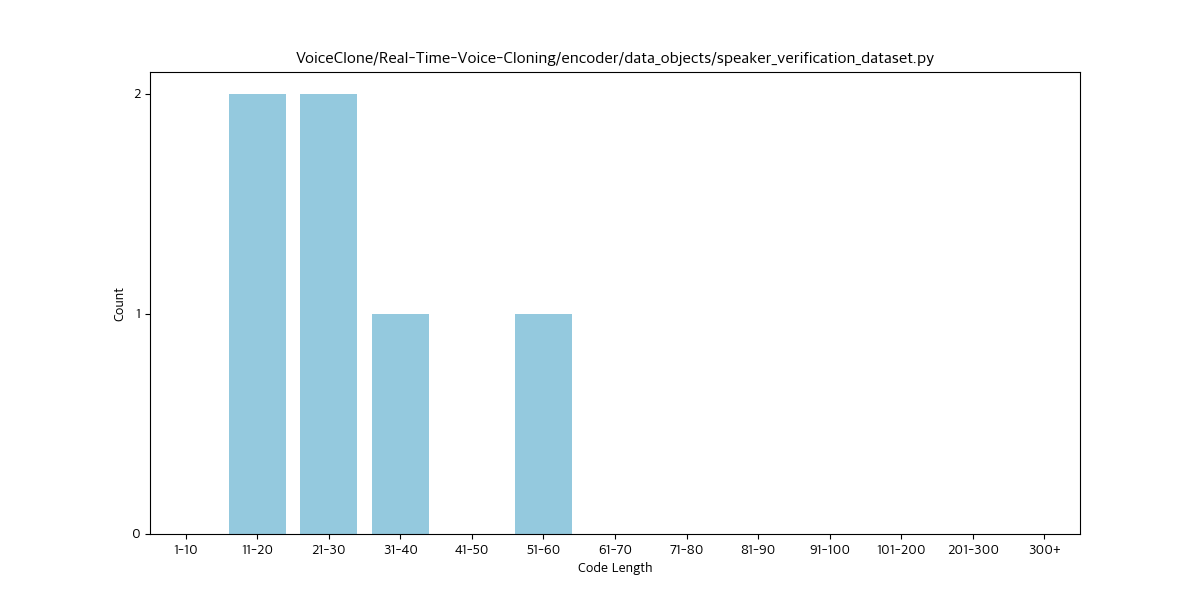 VoiceClone/Real-Time-Voice-Cloning/encoder/data_objects/speaker_verification_dataset.py
2
1
0
Count
1-10 11-20 21-30 31-40 41-50 51-60 61-70 71-80 81-90 91-100 101-200 201-300 300+
Code Length